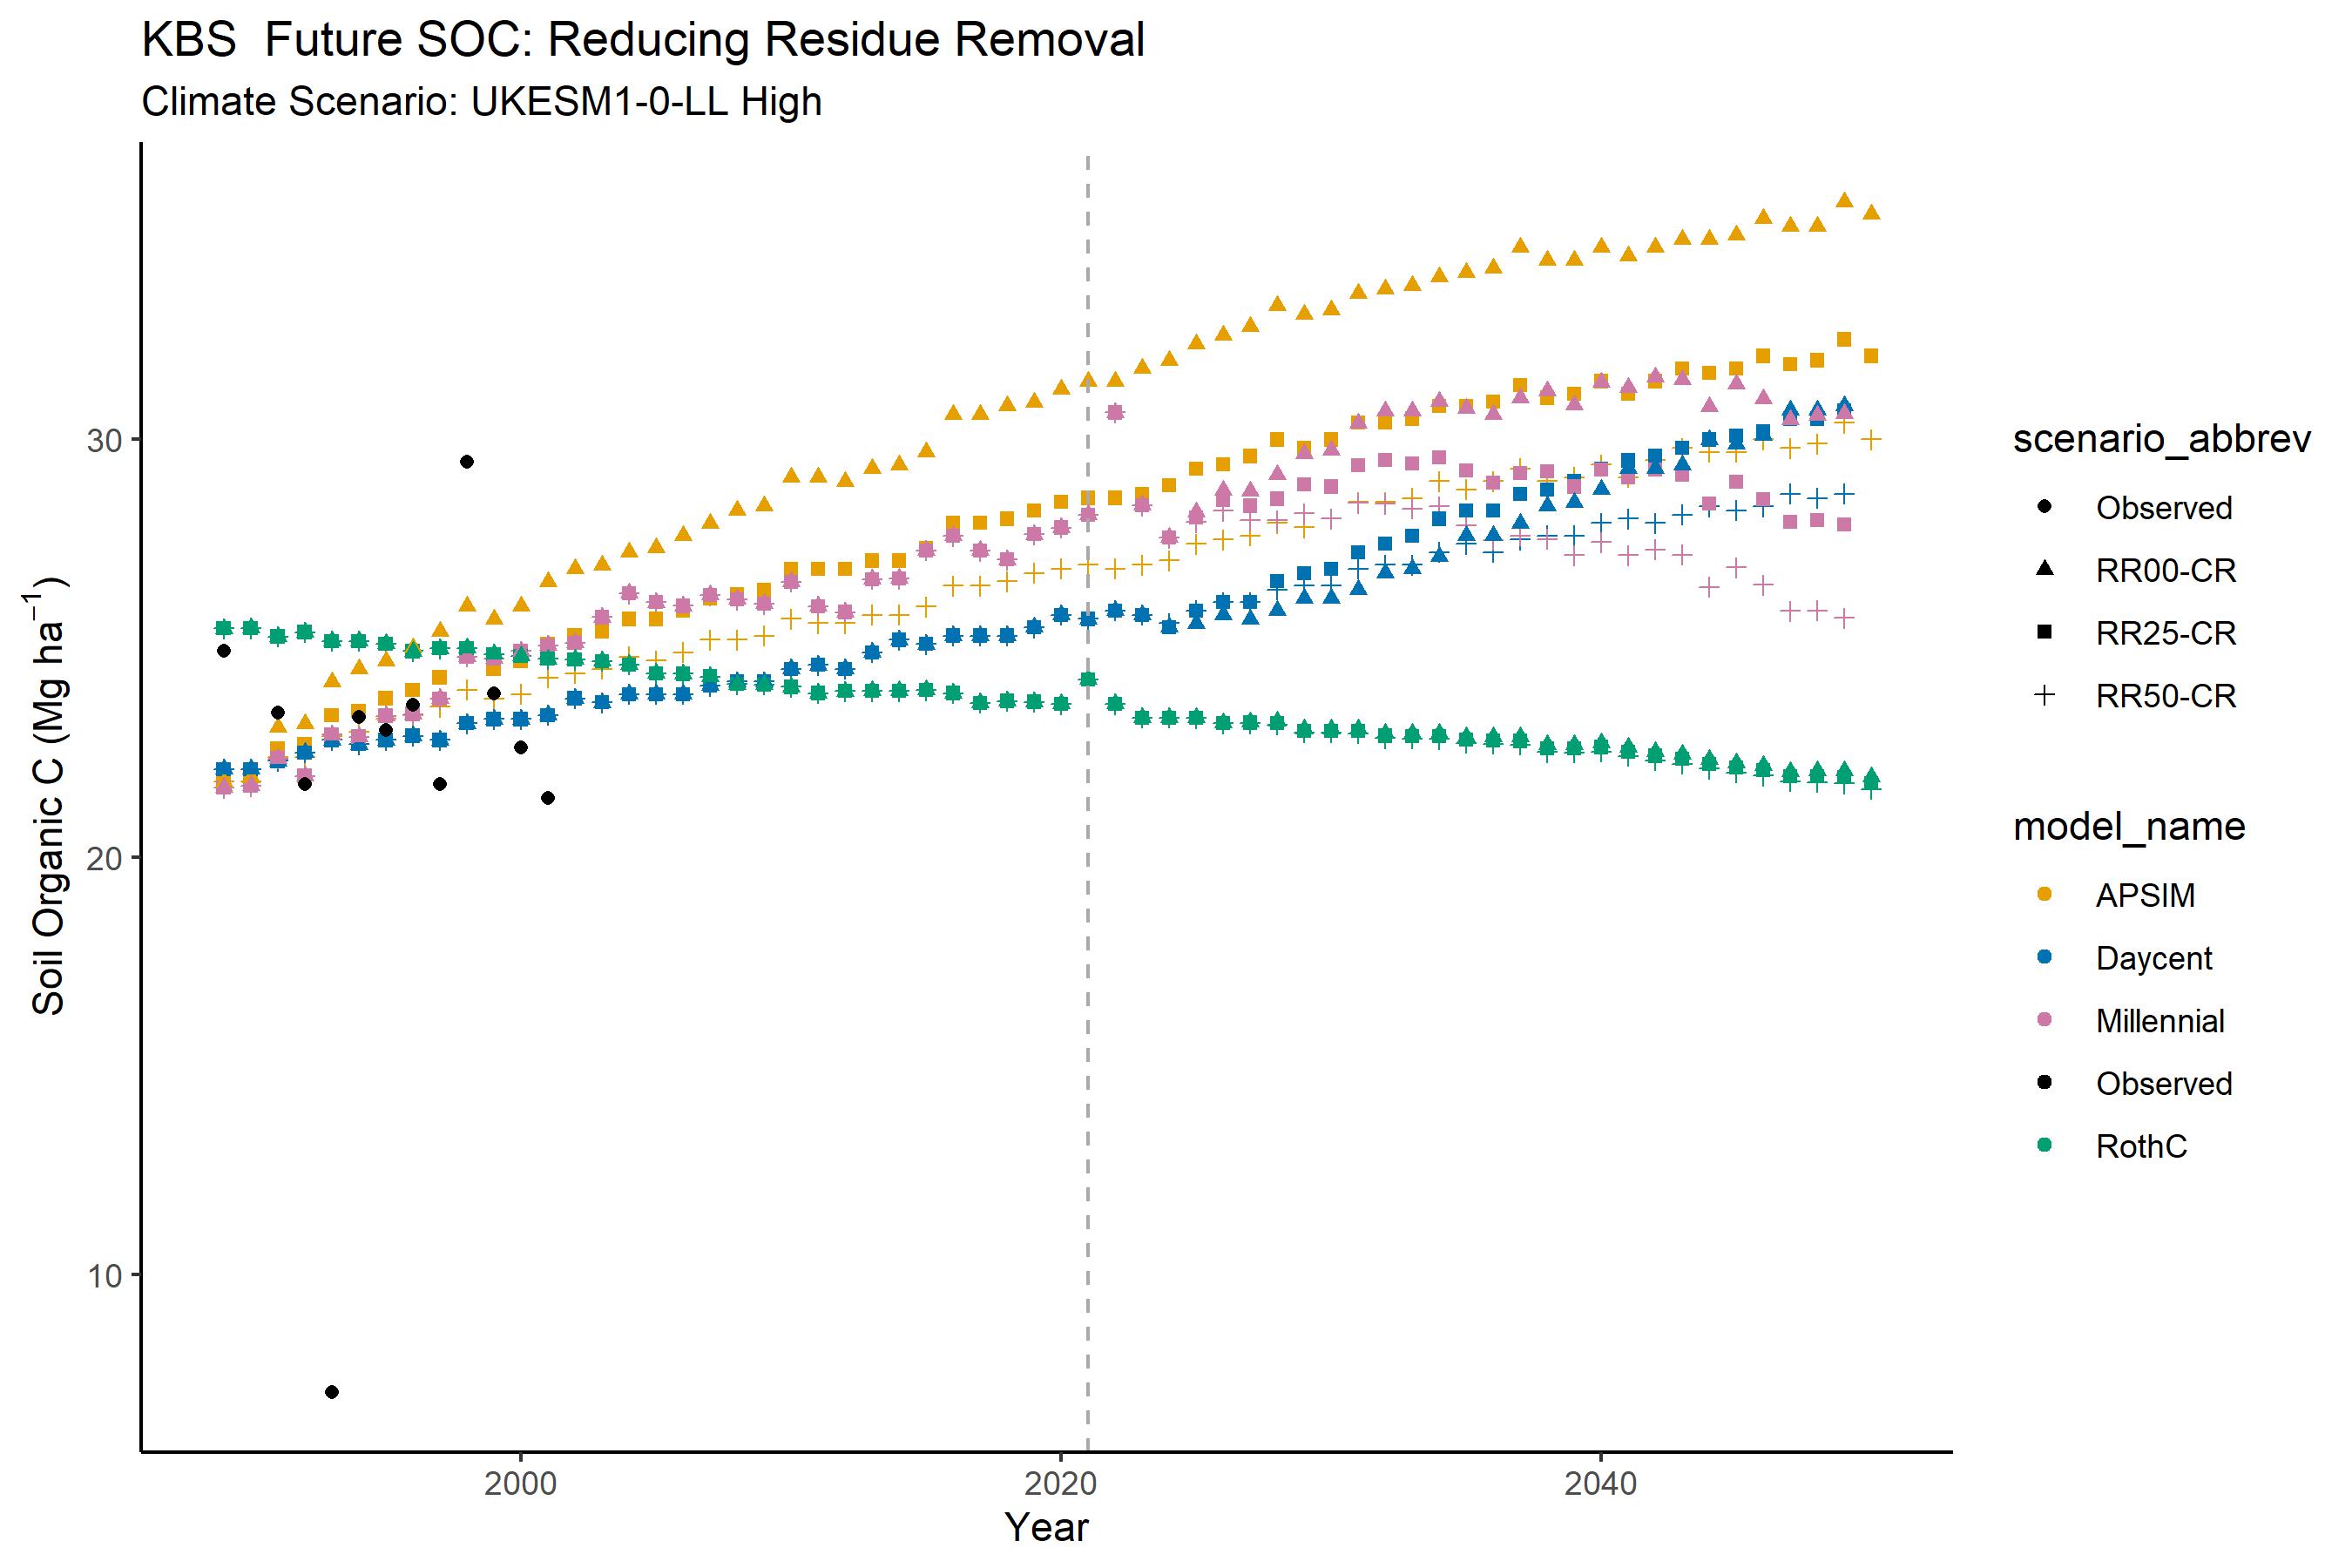 KBS  Future SOC: Reducing Residue Removal
Climate Scenario: UKESM1-0-LL High
Soil Organic C (Mg ha⁻¹)
30
20
10
2000 2020 2040
Year
scenario_abbrev
Observed
RR00-CR
RR25-CR
RR50-CR
model_name
APSIM
Daycent
Millennial
Observed
RothC